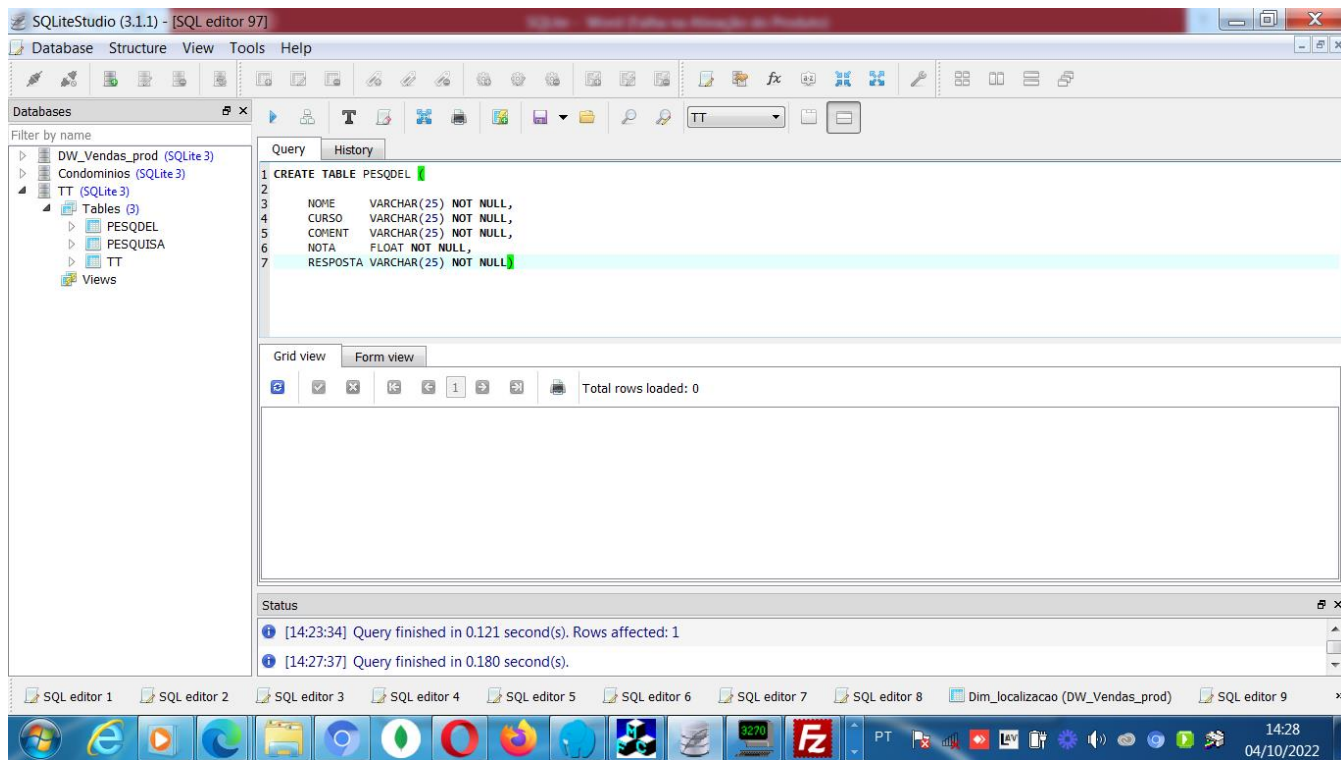 SQLiteStudio (3.1.1) - [SQL editor 97]
Database Structure View Tools Help
Databases
Filter by name
DW_Vendas_prod (SQLite 3)
Condominios (SQLite 3)
TT (SQLite 3)
Tables (3)
PESQDEL
PESQUISA
TT
Views
TT
Query History
1 CREATE TABLE PESQDEL (
2
3 NOME VARCHAR(25) NOT NULL,
4 CURSO VARCHAR(25) NOT NULL,
5 COMENT VARCHAR(25) NOT NULL,
6 NOTA FLOAT NOT NULL,
7 RESPOSTA VARCHAR(25) NOT NULL)
Grid view Form view
1 Total rows loaded: 0
Status
[14:23:34] Query finished in 0.121 second(s). Rows affected: 1
[14:27:37] Query finished in 0.180 second(s).
SQL editor 1 SQL editor 2 SQL editor 3 SQL editor 4 SQL editor 5 SQL editor 6 SQL editor 7 SQL editor 8 Dim_localizacao (DW_Vendas_prod) SQL editor 9
3270
PT
14:28
04/10/2022